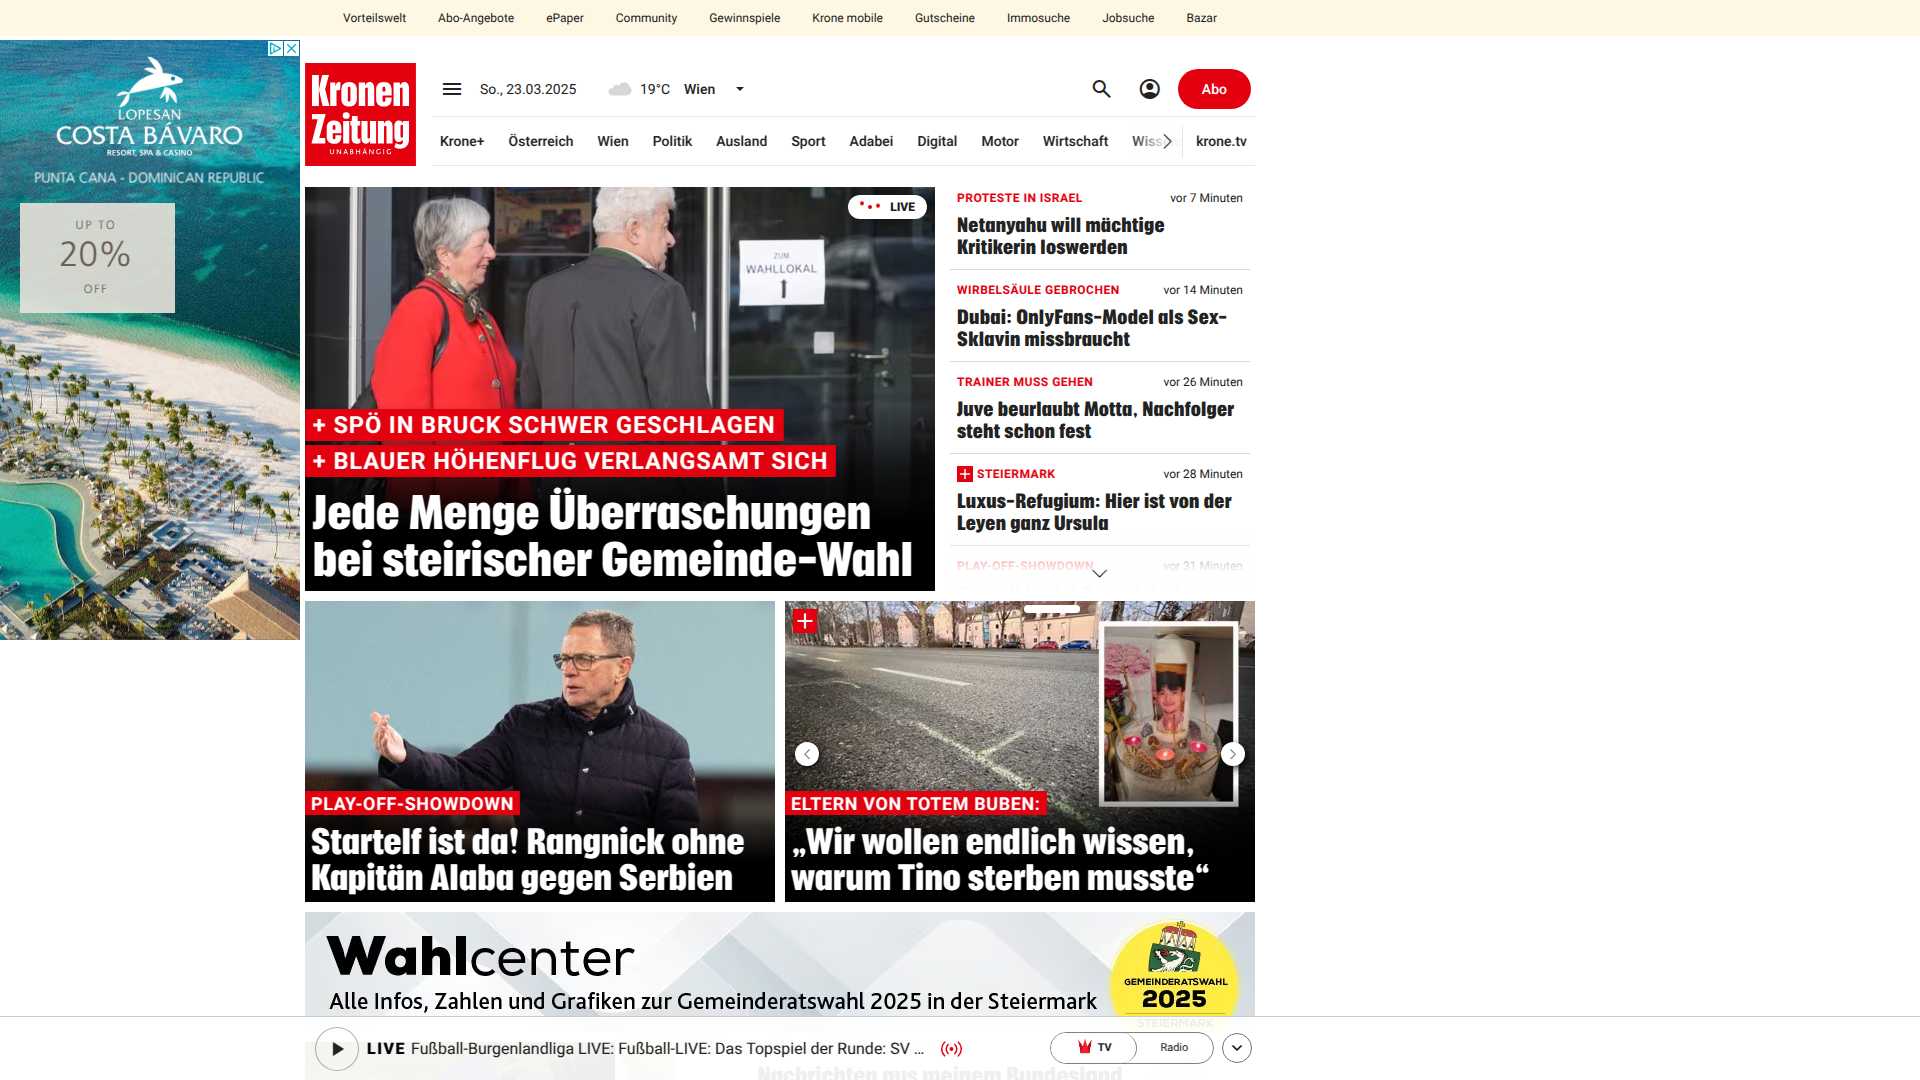 Vorteilswelt
Abo-Angebote
ePaper
Community
Gewinnspiele
Krone mobile
Gutscheine
Immosuche
Jobsuche
Bazar
LOPESAN
COSTA BÁVARO
RESORT, SPA & CASINO
PUNTA CANA - DOMINICAN REPUBLIC
UP TO
20%
OFF
Kronen
Zeitung
UNABHÄNGIG
So., 23.03.2025
19°C
Wien
Abo
Krone+
Österreich
Wien
Politik
Ausland
Sport
Adabei
Digital
Motor
Wirtschaft
Wiss
krone.tv
LIVE
ZUM
WAHLLOKAL
+ SPÖ IN BRUCK SCHWER GESCHLAGEN
+ BLAUER HÖHENFLUG VERLANGSAMT SICH
Jede Menge Überraschungen
bei steirischer Gemeinde-Wahl
PROTESTE IN ISRAEL
vor 7 Minuten
Netanyahu will mächtige
Kritikerin loswerden
WIRBELSÄULE GEBROCHEN
vor 14 Minuten
Dubai: OnlyFans-Model als Sex-
Sklavin missbraucht
TRAINER MUSS GEHEN
vor 26 Minuten
Juve beurlaubt Motta, Nachfolger
steht schon fest
STEIERMARK
vor 28 Minuten
Luxus-Refugium: Hier ist von der
Leyen ganz Ursula
PLAY-OFF-SHOWDOWN
vor 31 Minuten
PLAY-OFF-SHOWDOWN
Startelf ist da! Rangnick ohne
Kapitän Alaba gegen Serbien
ELTERN VON TOTEM BUBEN:
„Wir wollen endlich wissen,
warum Tino sterben musste“
Wahlcenter
Alle Infos, Zahlen und Grafiken zur Gemeinderatswahl 2025 in der Steiermark
GEMEINDERATSWAHL
2025
STEIERMARK
LIVE Fußball-Burgenlandliga LIVE: Fußball-LIVE: Das Topspiel der Runde: SV ...
TV
Radio
Nachrichten aus meinem Bundesland